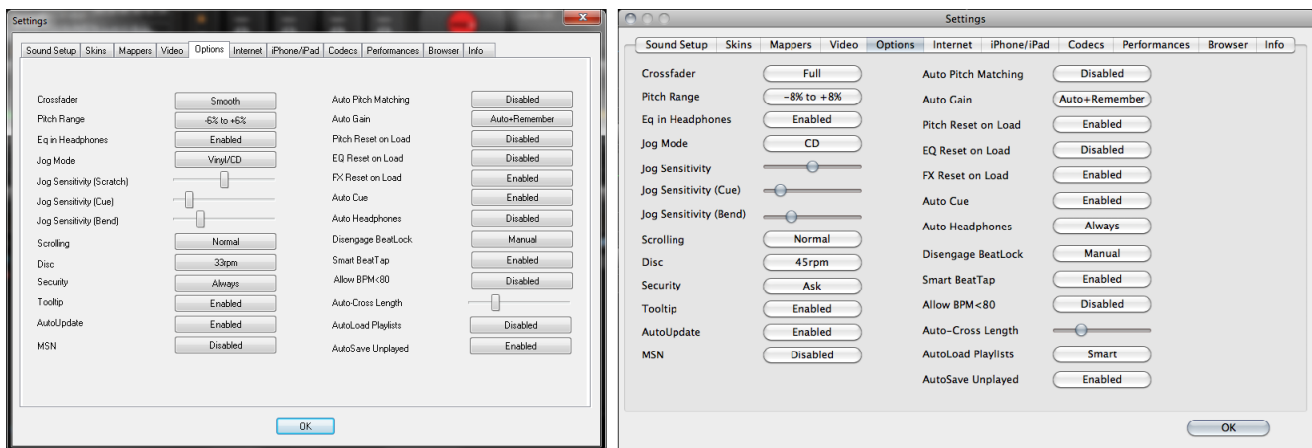 Settings
Sound Setup Skins Mappers Video Options Internet iPhone/iPad Codecs Performances Browser Info
Crossfader Smooth
Pitch Range -6% to +6%
Eq in Headphones Enabled
Jog Mode Vinyl/CD
Jog Sensitivity (Scratch)
Jog Sensitivity (Cue)
Jog Sensitivity (Bend)
Scrolling Normal
Disc 33rpm
Security Always
Tooltip Enabled
AutoUpdate Enabled
MSN Disabled
Auto Pitch Matching Disabled
Auto Gain Auto+Remember
Pitch Reset on Load Disabled
EQ Reset on Load Disabled
FX Reset on Load Enabled
Auto Cue Enabled
Auto Headphones Disabled
Disengage BeatLock Manual
Smart BeatTap Enabled
Allow BPM<80 Disabled
Auto-Cross Length
AutoLoad Playlists Disabled
AutoSave Unplayed Enabled
OK
Settings
Sound Setup Skins Mappers Video Options Internet iPhone/iPad Codecs Performances Browser Info
Crossfader Full
Pitch Range -8% to +8%
Eq in Headphones Enabled
Jog Mode CD
Jog Sensitivity
Jog Sensitivity (Cue)
Jog Sensitivity (Bend)
Scrolling Normal
Disc 45rpm
Security Ask
Tooltip Enabled
AutoUpdate Enabled
MSN Disabled
Auto Pitch Matching Disabled
Auto Gain Auto+Remember
Pitch Reset on Load Enabled
EQ Reset on Load Disabled
FX Reset on Load Enabled
Auto Cue Enabled
Auto Headphones Always
Disengage BeatLock Manual
Smart BeatTap Enabled
Allow BPM<80 Disabled
Auto-Cross Length
AutoLoad Playlists Smart
AutoSave Unplayed Enabled
OK